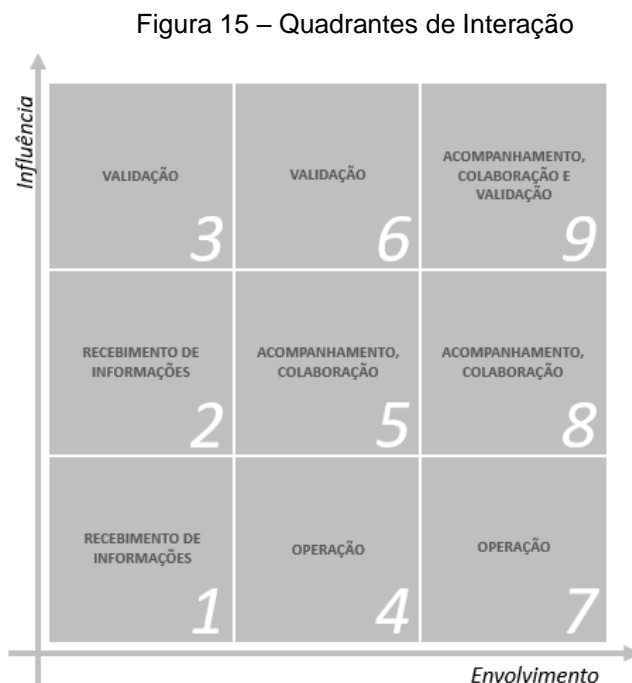 Figura 15 – Quadrantes de Interação
Influência
VALIDAÇÃO
3
VALIDAÇÃO
6
ACOMPANHAMENTO,
COLABORAÇÃO E
VALIDAÇÃO
9
RECEBIMENTO DE
INFORMAÇÕES
2
ACOMPANHAMENTO,
COLABORAÇÃO
5
ACOMPANHAMENTO,
COLABORAÇÃO
8
RECEBIMENTO DE
INFORMAÇÕES
1
OPERAÇÃO
4
OPERAÇÃO
7
Envolvimento